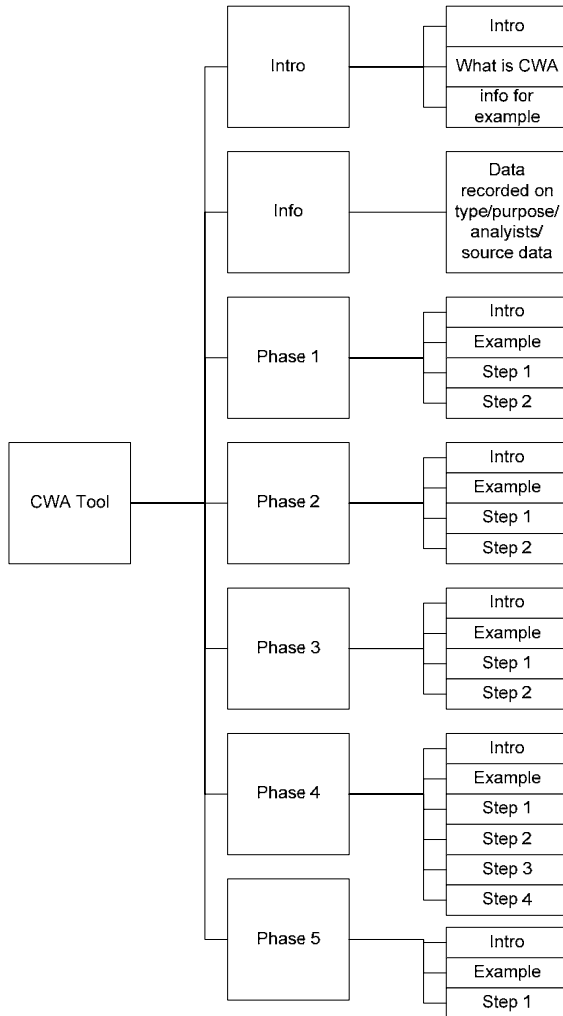 CWA Tool
Intro
Intro
What is CWA
info for
example
Info
Data
recorded on
type/purpose/
analyists/
source data
Phase 1
Intro
Example
Step 1
Step 2
Phase 2
Intro
Example
Step 1
Step 2
Phase 3
Intro
Example
Step 1
Step 2
Phase 4
Intro
Example
Step 1
Step 2
Step 3
Step 4
Phase 5
Intro
Example
Step 1